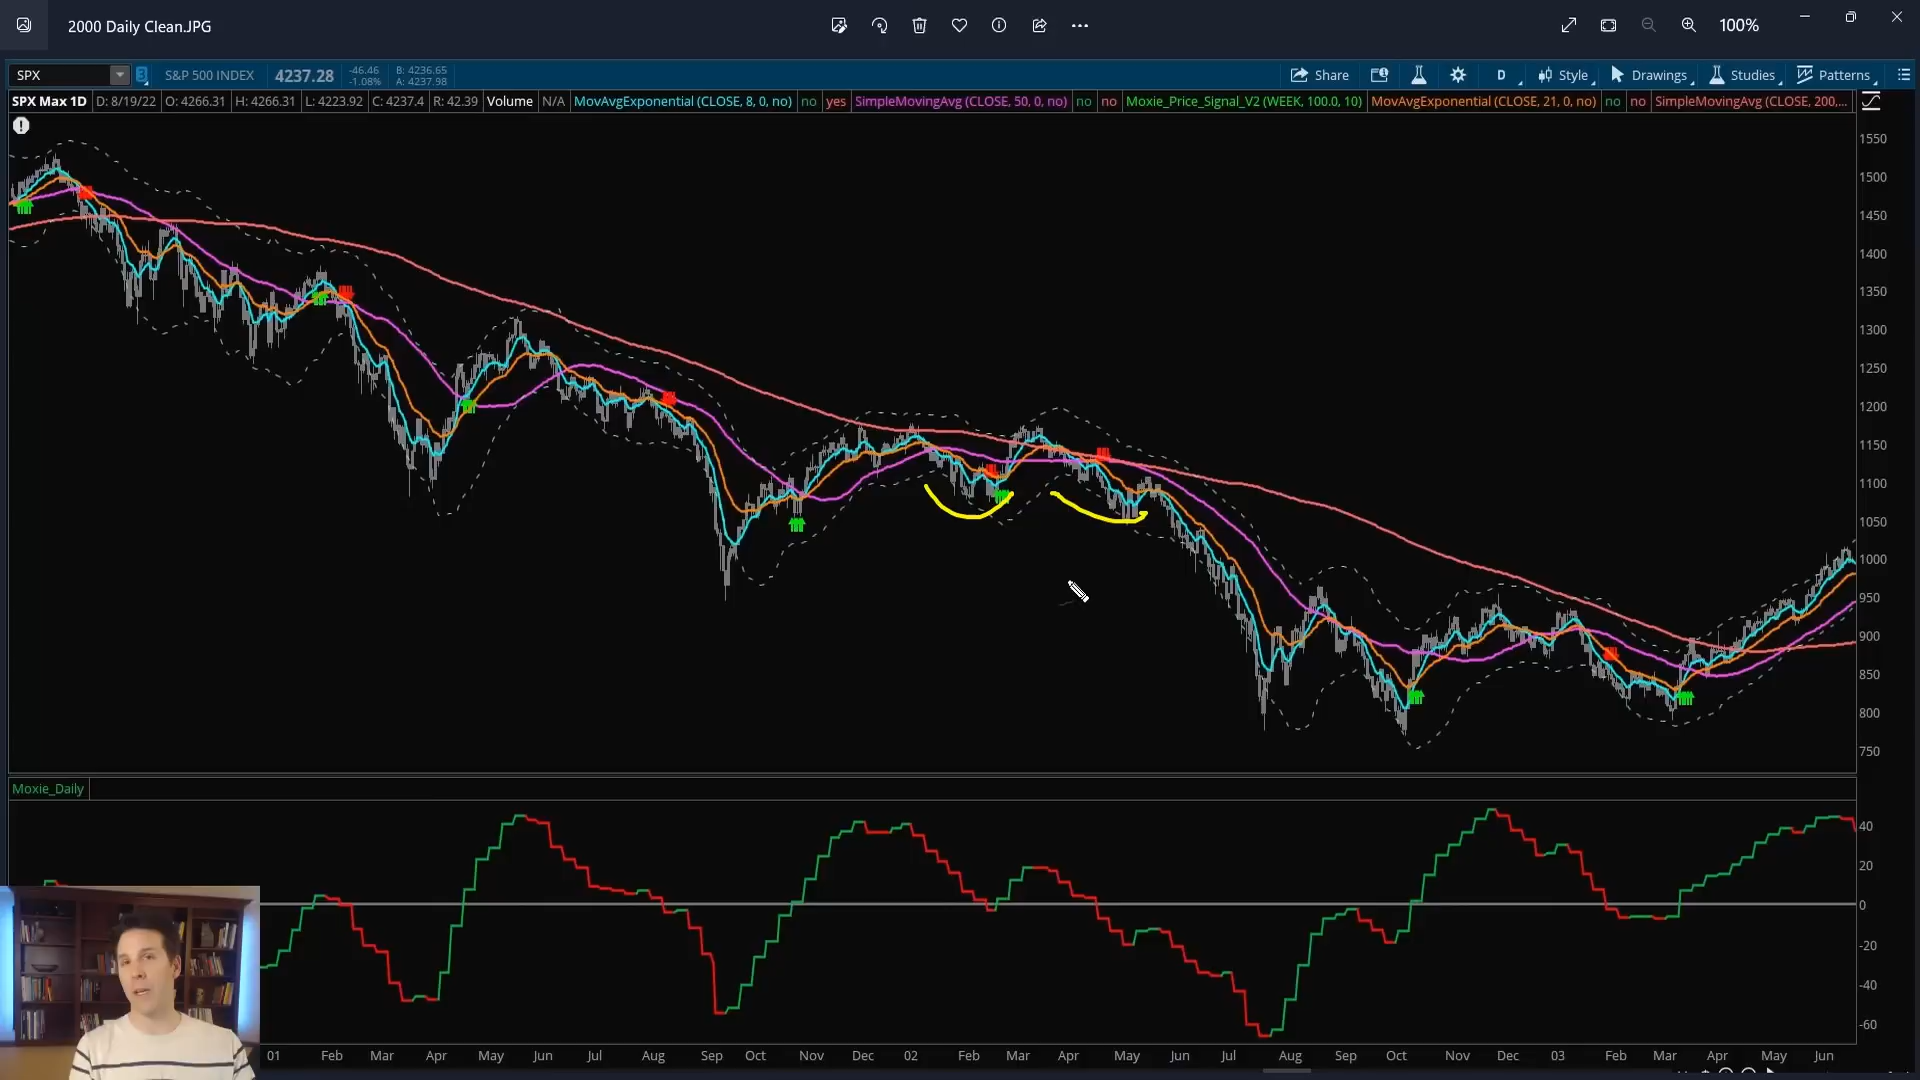 2000 Daily Clean.JPG
100%
SPX
3
S&P 500 INDEX
4237.28
-46.46
-1.08%
B: 4236.65
A: 4237.98
Share
D
Style
Drawings
Studies
Patterns
SPX Max 1D
D: 8/19/22
O: 4266.31
H: 4266.31
L: 4223.92
C: 4237.4
R: 42.39
Volume
N/A
MovAvgExponential (CLOSE, 8, 0, no)
no
yes
SimpleMovingAvg (CLOSE, 50, 0, no)
no
no
Moxie_Price_Signal_V2 (WEEK, 100.0, 10)
MovAvgExponential (CLOSE, 21, 0, no)
no
no
SimpleMovingAvg (CLOSE, 200,...
1550
1500
1450
1400
1350
1300
1250
1200
1150
1100
1050
1000
950
900
850
800
750
Moxie_Daily
40
20
0
-20
-40
-60
01
Feb
Mar
Apr
May
Jun
Jul
Aug
Sep
Oct
Nov
Dec
02
Feb
Mar
Apr
May
Jun
Jul
Aug
Sep
Oct
Nov
Dec
03
Feb
Mar
Apr
May
Jun